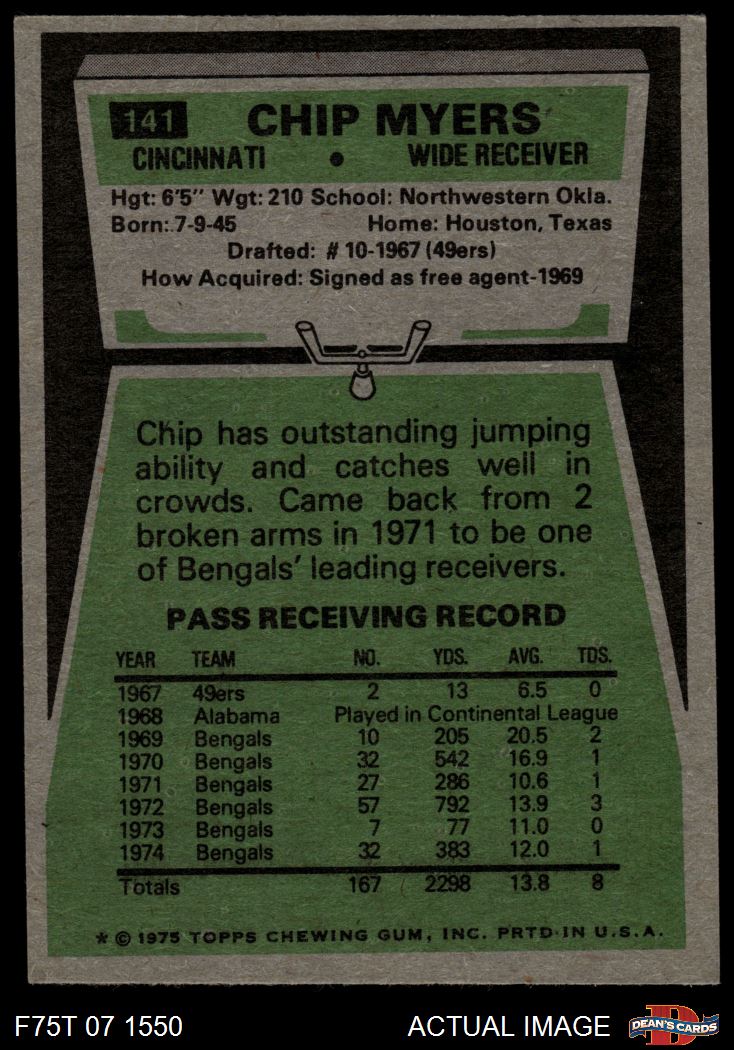 141 CHIP MYERS
CINCINNATI • WIDE RECEIVER
Hgt: 6'5" Wgt: 210 School: Northwestern Okla.
Born: 7-9-45 Home: Houston, Texas
Drafted: # 10-1967 (49ers)
How Acquired: Signed as free agent-1969
Chip has outstanding jumping
ability and catches well in
crowds. Came back from 2
broken arms in 1971 to be one
of Bengals' leading receivers.
PASS RECEIVING RECORD
YEAR TEAM NO. YDS. AVG. TDS.
1967 49ers 2 13 6.5 0
1968 Alabama Played in Continental League
1969 Bengals 10 205 20.5 2
1970 Bengals 32 542 16.9 1
1971 Bengals 27 286 10.6 1
1972 Bengals 57 792 13.9 3
1973 Bengals 7 77 11.0 0
1974 Bengals 32 383 12.0 1
Totals 167 2298 13.8 8
* © 1975 TOPPS CHEWING GUM, INC. PRTD·IN U.S.A.
F75T 07 1550 ACTUAL IMAGE D DEAN'S CARDS